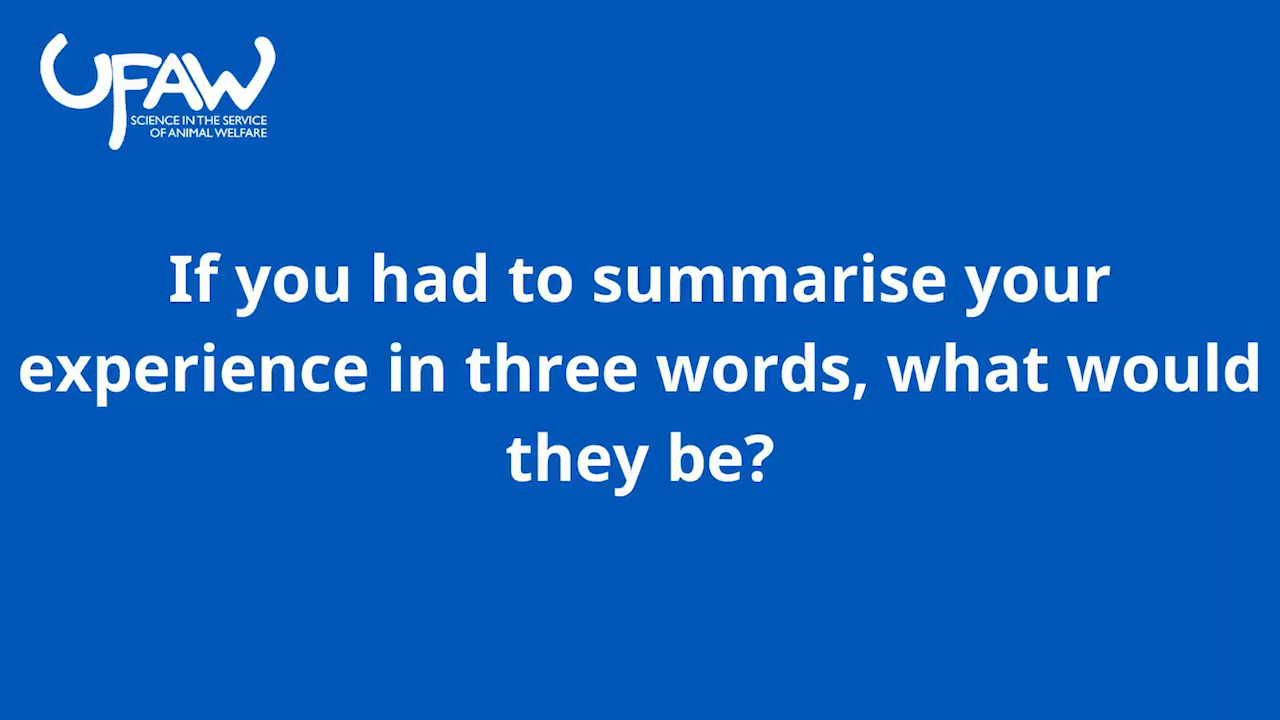 UFAW
SCIENCE IN THE SERVICE
OF ANIMAL WELFARE
If you had to summarise your
experience in three words, what would
they be?